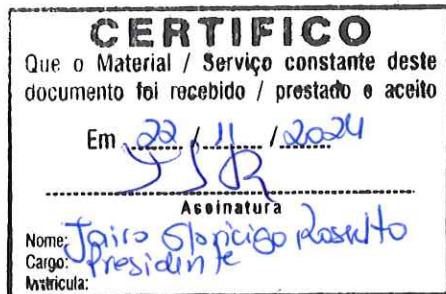 CERTIFICO
Que o Material / Serviço constante deste
documento foi recebido / prestado e aceito
Em 22 / 11 / 2024
Assinatura
Nome: Jairo
Cargo: Presidente
Matricula: